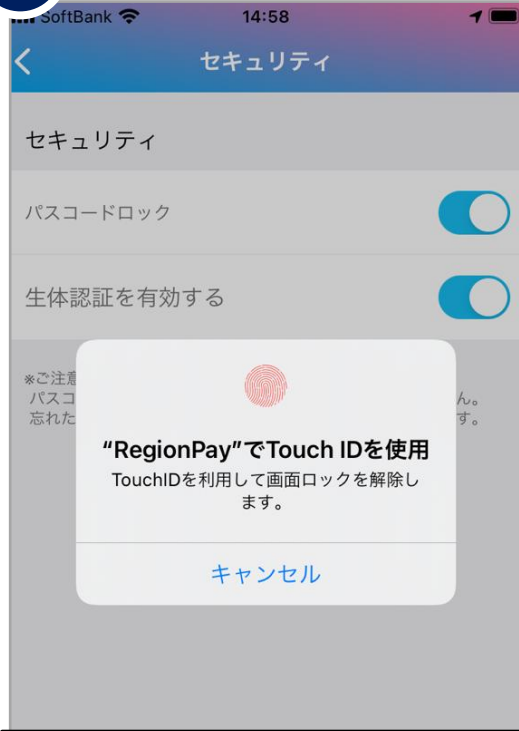 SoftBank 14:58
セキュリティ
セキュリティ
パスコードロック
生体認証を有効する
※ご注意
パスコ
ん。
忘れた
す。
“RegionPay”でTouch IDを使用
TouchIDを利用して画面ロックを解除し
ます。
キャンセル